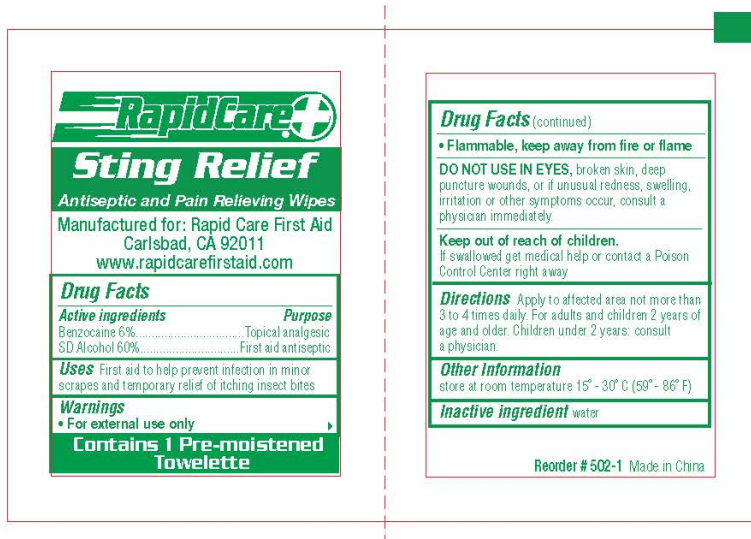 RapidCare
Sting Relief
Antiseptic and Pain Relieving Wipes
Manufactured for: Rapid Care First Aid
Carlsbad, CA 92011
www.rapidcarefirstaid.com
Drug Facts
Active ingredients Purpose
Benzocaine 6%..............................Topical analgesic
SD Alcohol 60%..............................First aid antiseptic
Uses First aid to help prevent infection in minor
scrapes and temporary relief of itching insect bites
Warnings
• For external use only
Contains 1 Pre-moistened
Towelette
Drug Facts (continued)
• Flammable, keep away from fire or flame
DO NOT USE IN EYES, broken skin, deep
puncture wounds, or if unusual redness, swelling,
irritation or other symptoms occur, consult a
physician immediately.
Keep out of reach of children.
If swallowed get medical help or contact a Poison
Control Center right away
Directions Apply to affected area not more than
3 to 4 times daily. For adults and children 2 years of
age and older. Children under 2 years: consult
a physician.
Other Information
store at room temperature 15° - 30° C (59° - 86° F)
Inactive ingredient water
Reorder # 502-1 Made in China